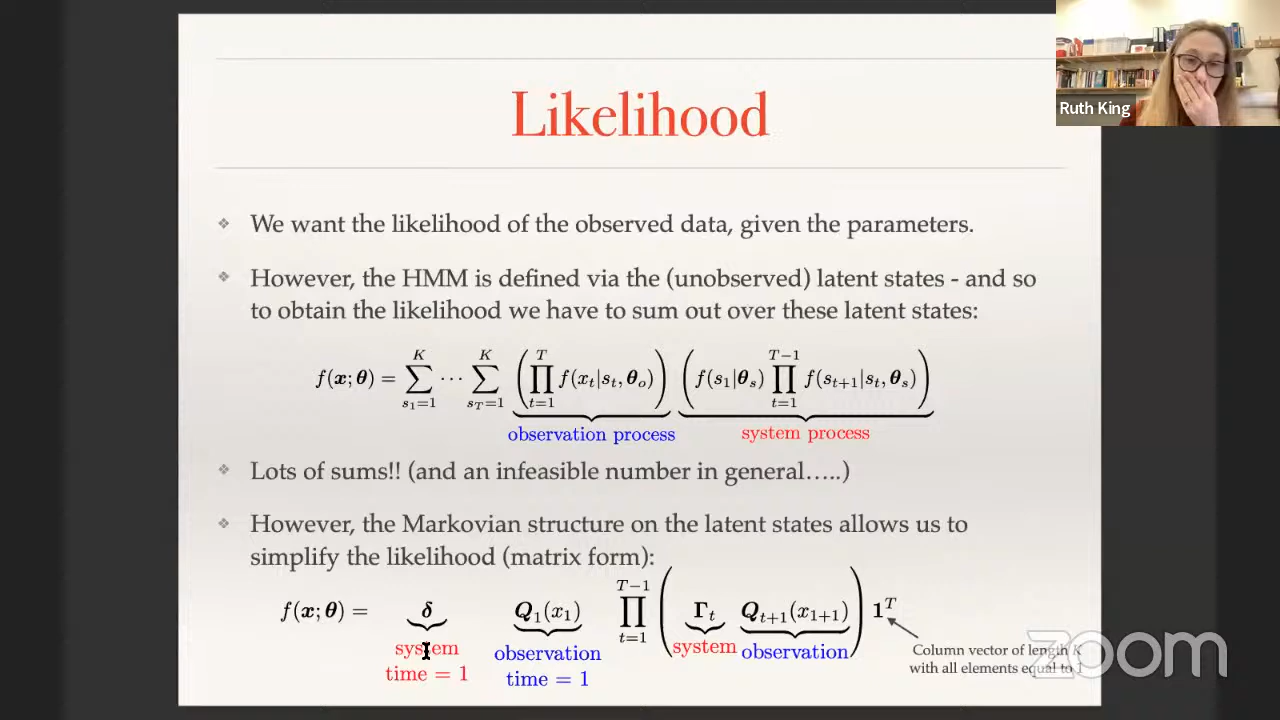 Ruth King
Likelihood
❖ We want the likelihood of the observed data, given the parameters.
❖ However, the HMM is defined via the (unobserved) latent states - and so
to obtain the likelihood we have to sum out over these latent states:
f(x; θ) = ∑_{s_1=1}^{K} ⋯ ∑_{s_T=1}^{K} (∏_{t=1}^{T} f(x_t|s_t, θ_o)) (f(s_1|θ_s) ∏_{t=1}^{T−1} f(s_{t+1}|s_t, θ_s))
observation process system process
❖ Lots of sums!! (and an infeasible number in general…..)
❖ However, the Markovian structure on the latent states allows us to
simplify the likelihood (matrix form):
f(x; θ) = δ Q_1(x_1) ∏_{t=1}^{T−1} (Γ_t Q_{t+1}(x_{1+1})) 1^T
system observation system observation
time = 1 time = 1
Column vector of length K
with all elements equal to 1
zoom